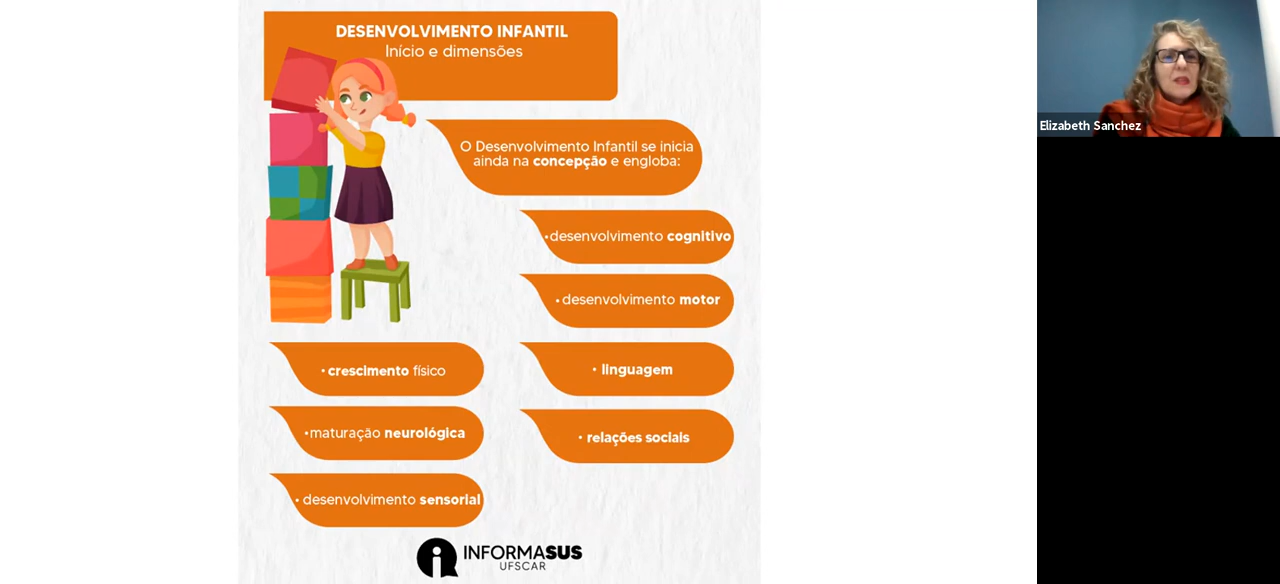 DESENVOLVIMENTO INFANTIL
Início e dimensões
O Desenvolvimento Infantil se inicia
ainda na concepção e engloba:
•desenvolvimento cognitivo
•desenvolvimento motor
• linguagem
• relações sociais
• crescimento físico
•maturação neurológica
• desenvolvimento sensorial
INFORMASUS
UFSCAR
Elizabeth Sanchez